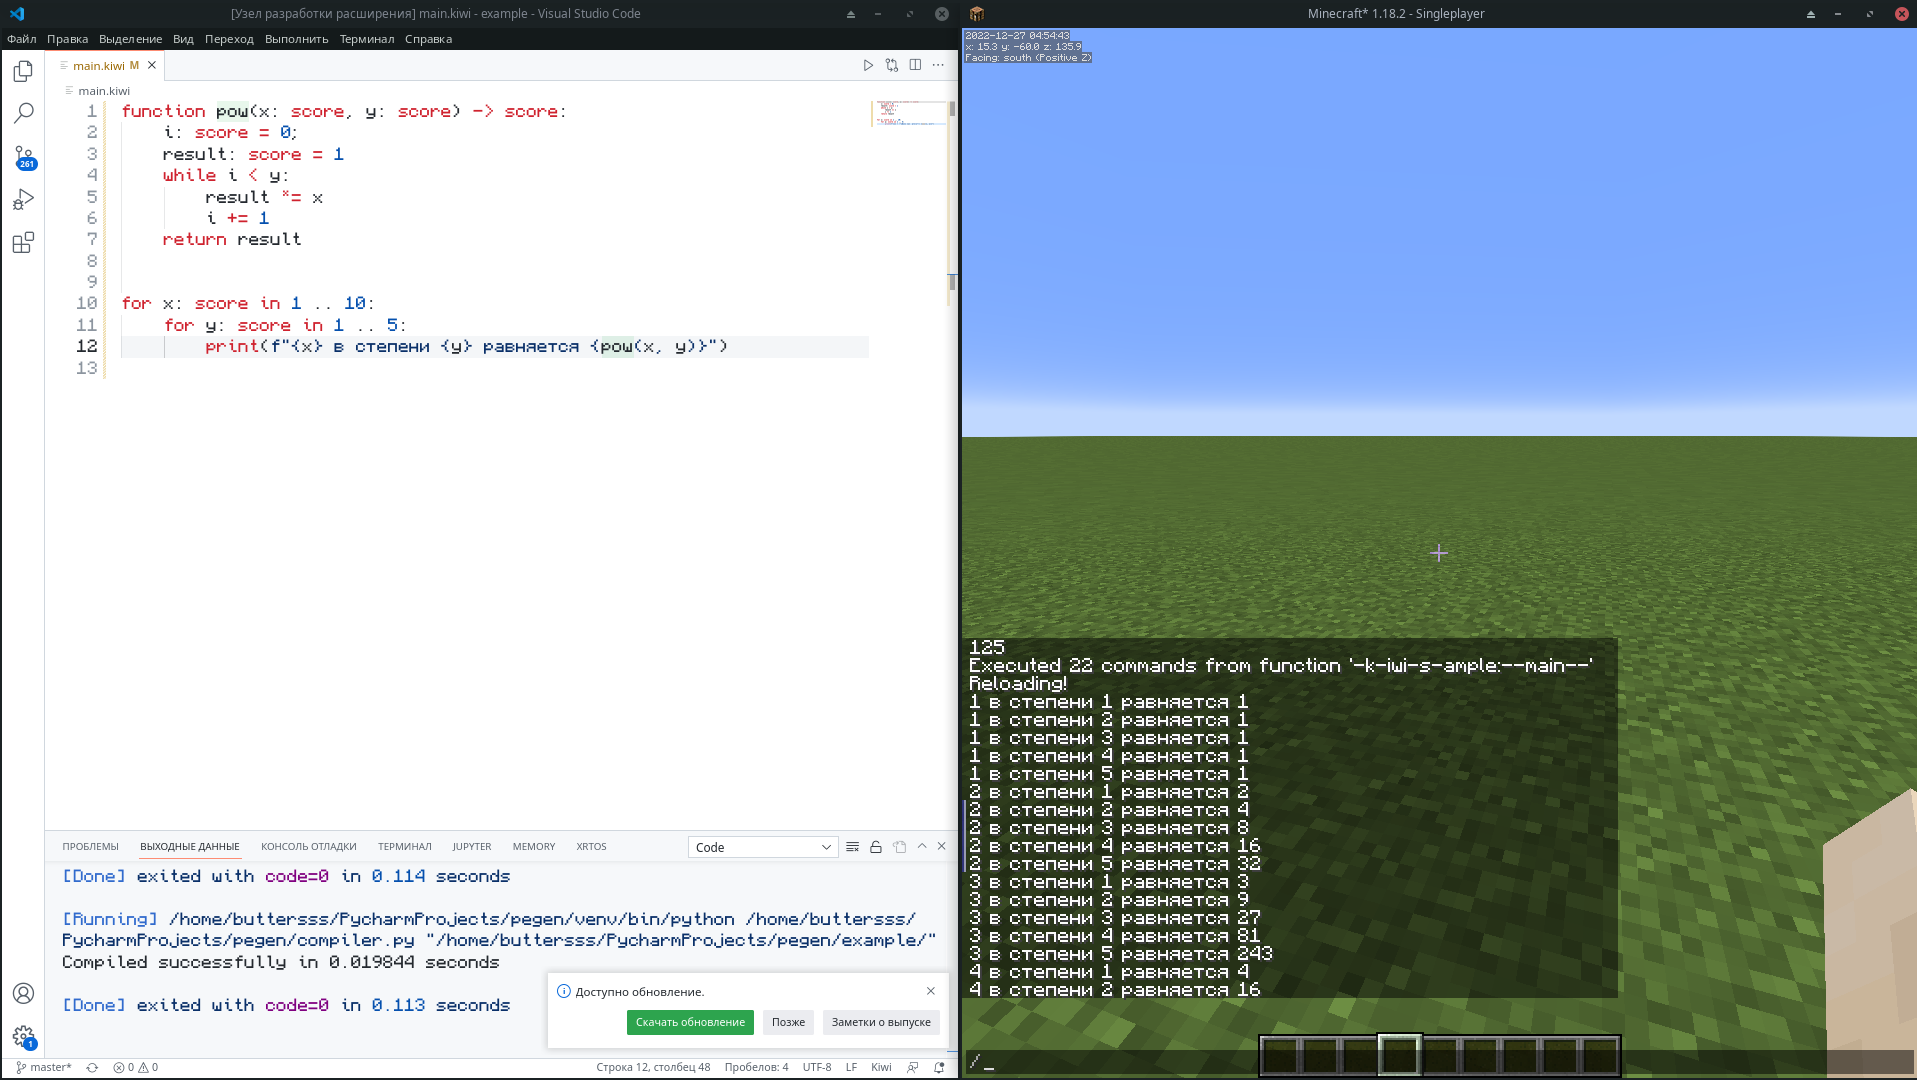 [Узел разработки расширения] main.kiwi - example - Visual Studio Code
Файл Правка Выделение Вид Переход Выполнить Терминал Справка
main.kiwi M
main.kiwi
1 function pow(x: score, y: score) -> score:
2 i: score = 0;
3 result: score = 1
4 while i < y:
5 result *= x
6 i += 1
7 return result
8
9
10 for x: score in 1 .. 10:
11 for y: score in 1 .. 5:
12 print(f"{x} в степени {y} равняется {pow(x, y)}")
13
261
1
ПРОБЛЕМЫ ВЫХОДНЫЕ ДАННЫЕ КОНСОЛЬ ОТЛАДКИ ТЕРМИНАЛ JUPYTER MEMORY XRTOS
Code
[Done] exited with code=0 in 0.114 seconds
[Running] /home/buttersss/PycharmProjects/pegen/venv/bin/python /home/buttersss/
PycharmProjects/pegen/compiler.py "/home/buttersss/PycharmProjects/pegen/example/"
Compiled successfully in 0.019844 seconds
[Done] exited with code=0 in 0.113 seconds
Доступно обновление.
Скачать обновление Позже Заметки о выпуске
master* 0 0 Строка 12, столбец 48 Пробелов: 4 UTF-8 LF Kiwi
Minecraft* 1.18.2 - Singleplayer
2022-12-27 04:54:43
x: 15.3 y: -60.0 z: 135.9
Facing: south (Positive Z)
125
Executed 22 commands from function '-k-iwi-s-ample:--main--'
Reloading!
1 в степени 1 равняется 1
1 в степени 2 равняется 1
1 в степени 3 равняется 1
1 в степени 4 равняется 1
1 в степени 5 равняется 1
2 в степени 1 равняется 2
2 в степени 2 равняется 4
2 в степени 3 равняется 8
2 в степени 4 равняется 16
2 в степени 5 равняется 32
3 в степени 1 равняется 3
3 в степени 2 равняется 9
3 в степени 3 равняется 27
3 в степени 4 равняется 81
3 в степени 5 равняется 243
4 в степени 1 равняется 4
4 в степени 2 равняется 16
/_